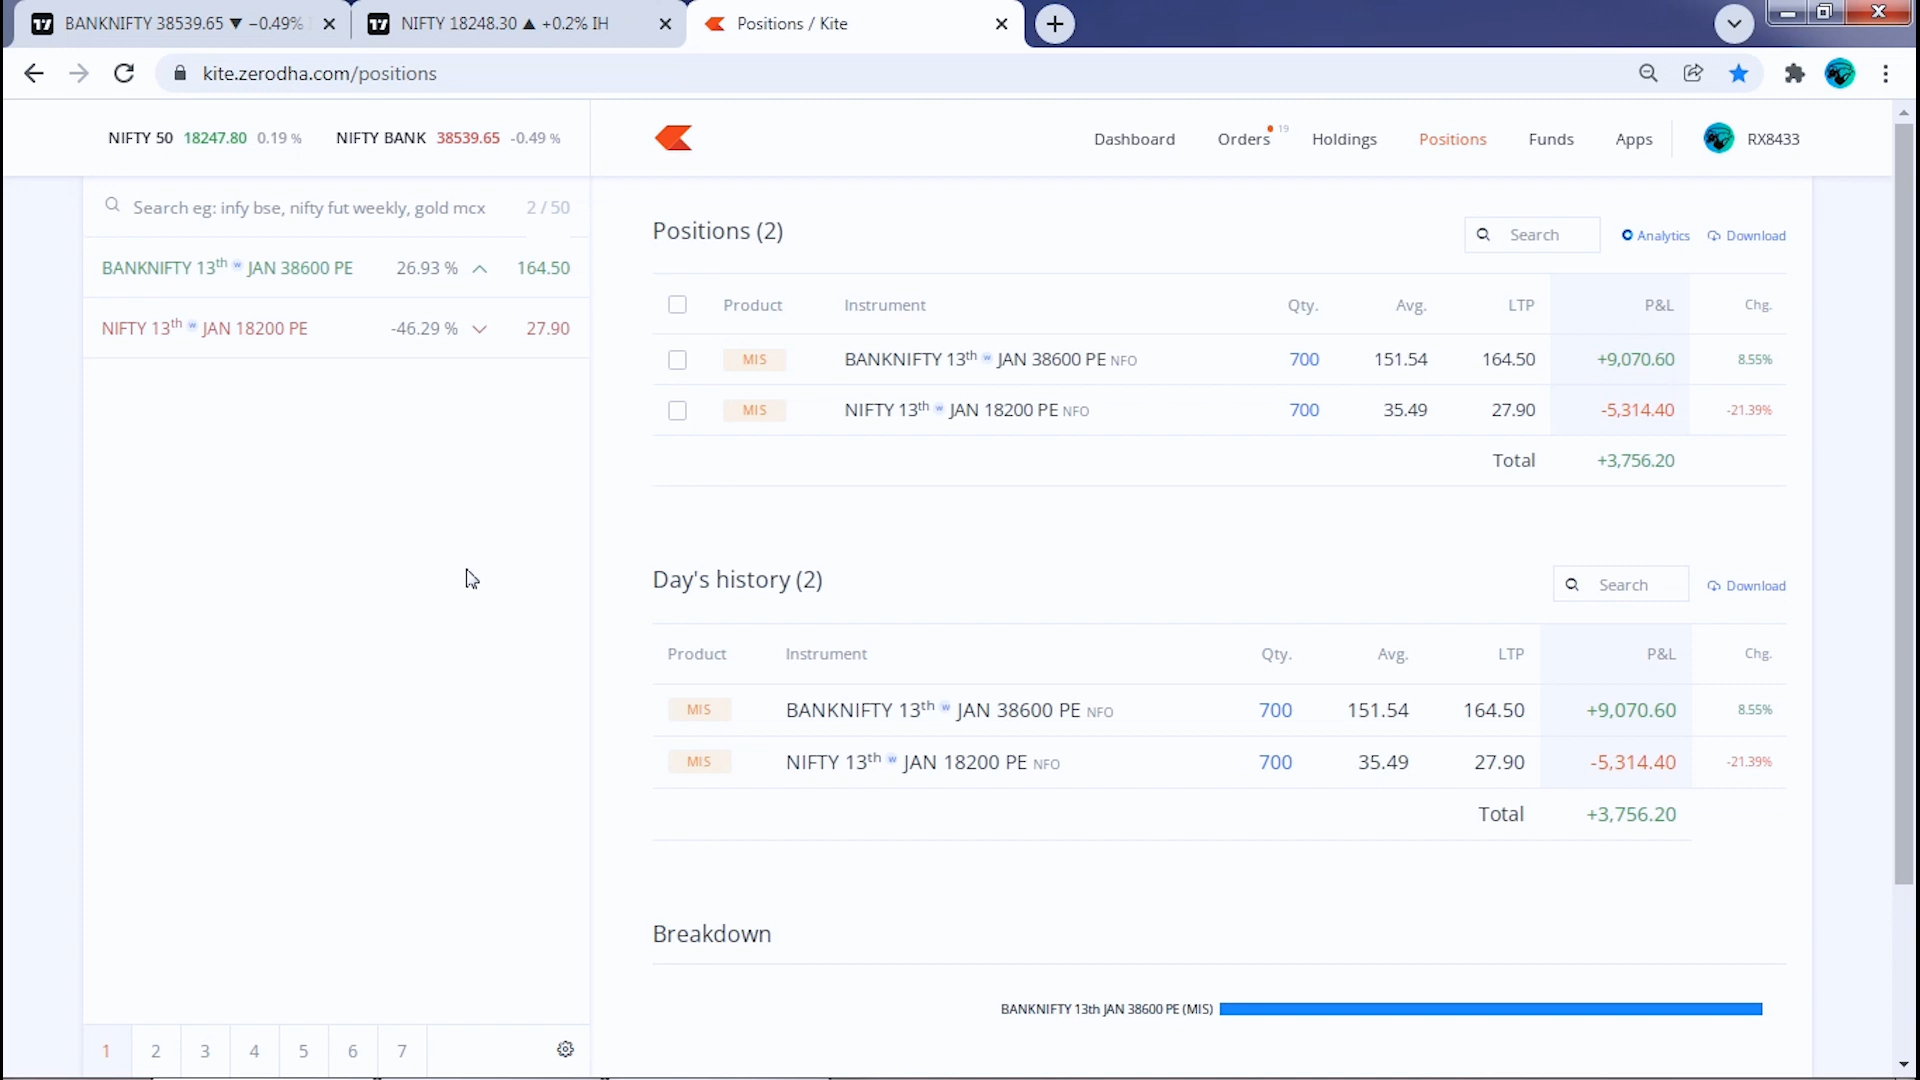 BANKNIFTY 38539.65 ▼ −0.49%
NIFTY 18248.30 ▲ +0.2% IH
Positions / Kite
kite.zerodha.com/positions
NIFTY 50 18247.80 0.19 % NIFTY BANK 38539.65 -0.49 %
Dashboard Orders 19 Holdings Positions Funds Apps RX8433
Search eg: infy bse, nifty fut weekly, gold mcx 2 / 50
BANKNIFTY 13th w JAN 38600 PE 26.93 % 164.50
NIFTY 13th w JAN 18200 PE -46.29 % 27.90
1 2 3 4 5 6 7
Positions (2) Search Analytics Download
Product Instrument Qty. Avg. LTP P&L Chg.
MIS BANKNIFTY 13th w JAN 38600 PE NFO 700 151.54 164.50 +9,070.60 8.55%
MIS NIFTY 13th w JAN 18200 PE NFO 700 35.49 27.90 -5,314.40 -21.39%
Total +3,756.20
Day's history (2) Search Download
Product Instrument Qty. Avg. LTP P&L Chg.
MIS BANKNIFTY 13th w JAN 38600 PE NFO 700 151.54 164.50 +9,070.60 8.55%
MIS NIFTY 13th w JAN 18200 PE NFO 700 35.49 27.90 -5,314.40 -21.39%
Total +3,756.20
Breakdown
BANKNIFTY 13th JAN 38600 PE (MIS)